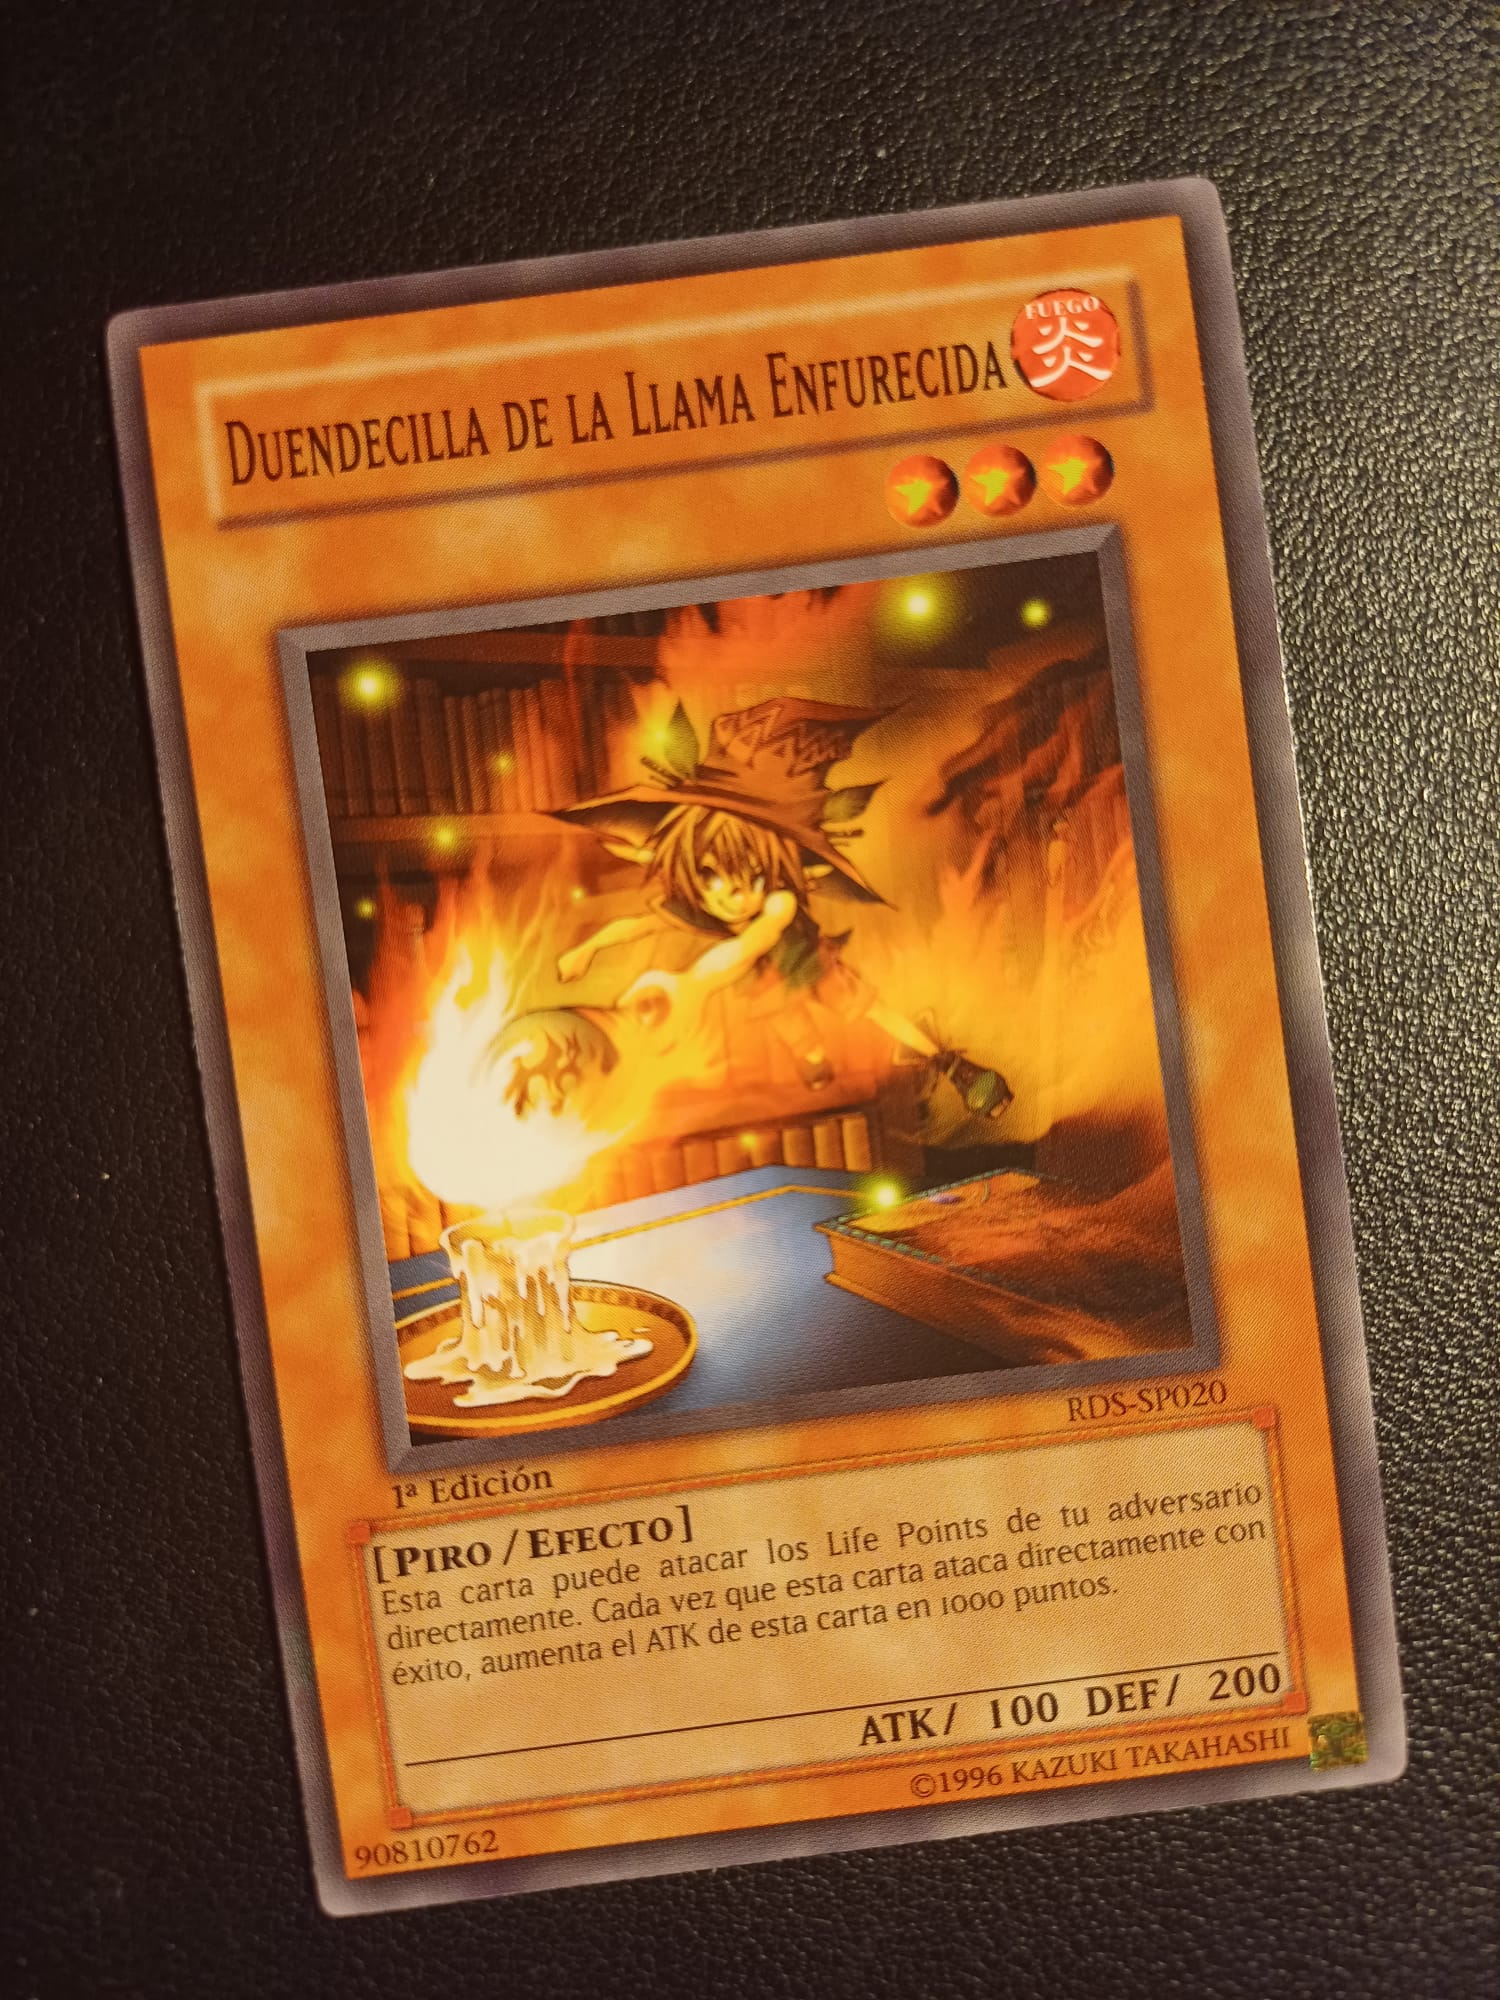 DUENDECILLA DE LA LLAMA ENFURECIDA
FUEGO
炎
RDS-SP020
1ª Edición
[PIRO / EFECTO]
Esta carta puede atacar los Life Points de tu adversario
directamente. Cada vez que esta carta ataca directamente con
éxito, aumenta el ATK de esta carta en 1000 puntos.
ATK/ 100 DEF/ 200
©1996 KAZUKI TAKAHASHI
90810762